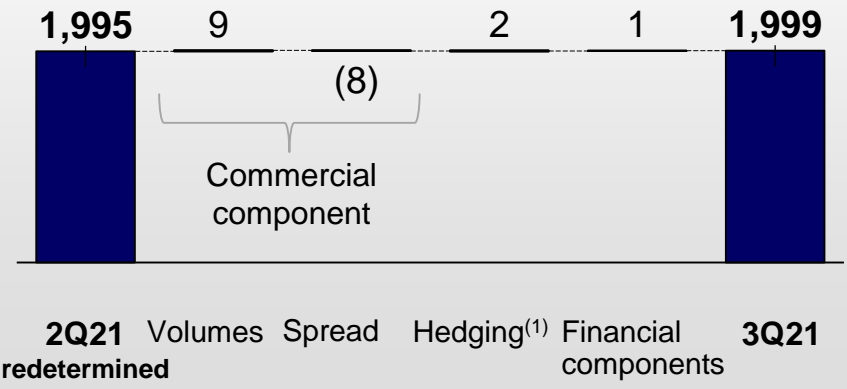 1,995 9 2 1 1,999
(8)
Commercial
component
2Q21 Volumes Spread Hedging(1) Financial 3Q21
redetermined components